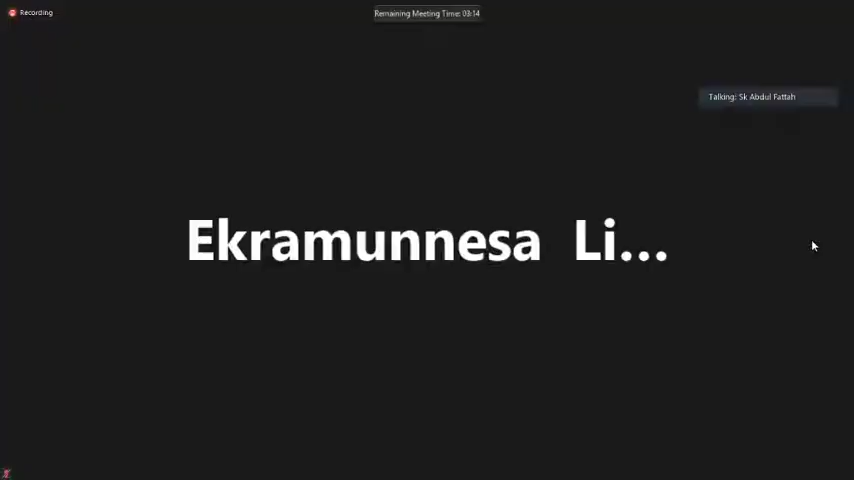 Recording
Remaining Meeting Time: 03:14
Talking: Sk Abdul Fattah
Ekramunnesa Li...